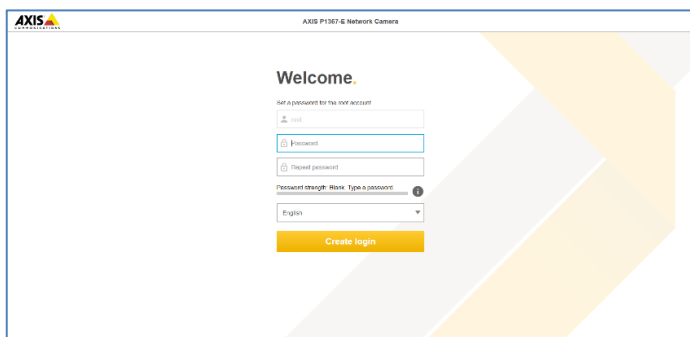 AXIS
COMMUNICATIONS
AXIS P1367-E Network Camera
Welcome.
Set a password for the root account
root
Password
Repeat password
Password strength: Blank. Type a password.
i
English
Create login